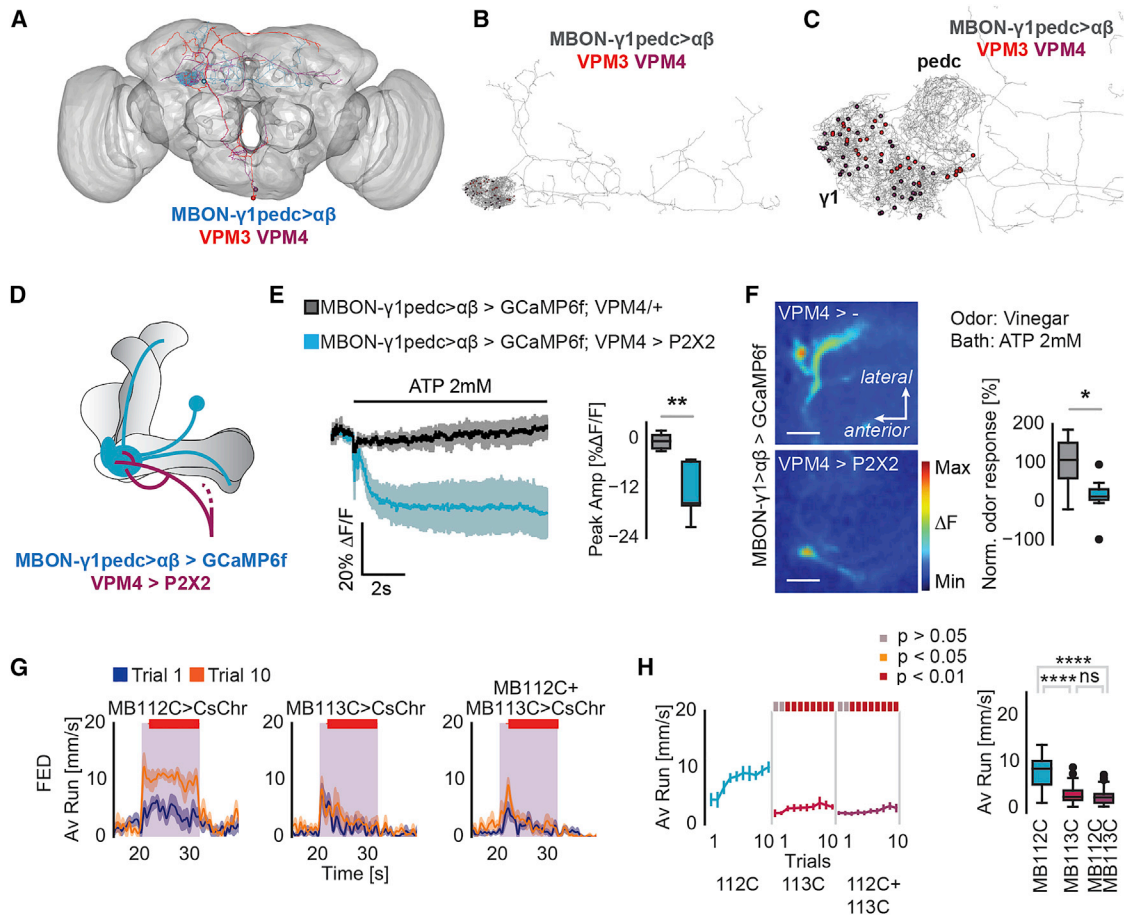 A
MBON-γ1pedc>αβ
VPM3 VPM4
B
MBON-γ1pedc>αβ
VPM3 VPM4
C
MBON-γ1pedc>αβ
VPM3 VPM4
pedc
γ1
D
MBON-γ1pedc>αβ > GCaMP6f
VPM4 > P2X2
E
MBON-γ1pedc>αβ > GCaMP6f; VPM4/+
MBON-γ1pedc>αβ > GCaMP6f; VPM4 > P2X2
ATP 2mM
20% ΔF/F
2s
Peak Amp [%ΔF/F]
0
−12
−24
**
F
MBON-γ1>αβ > GCaMP6f
VPM4 > -
lateral
anterior
VPM4 > P2X2
Max
ΔF
Min
Odor: Vinegar
Bath: ATP 2mM
Norm. odor response [%]
200
100
0
−100
*
G
Trial 1
Trial 10
FED
MB112C>CsChr
MB113C>CsChr
MB112C+
MB113C>CsChr
Av Run [mm/s]
20
10
0
20 30
20 30
20 30
Time [s]
H
p > 0.05
p < 0.05
p < 0.01
Av Run [mm/s]
20
10
0
1 10
1 10
1 10
Trials
112C
113C
112C+
113C
Av Run [mm/s]
20
10
0
****
****
ns
MB112C
MB113C
MB112C
MB113C